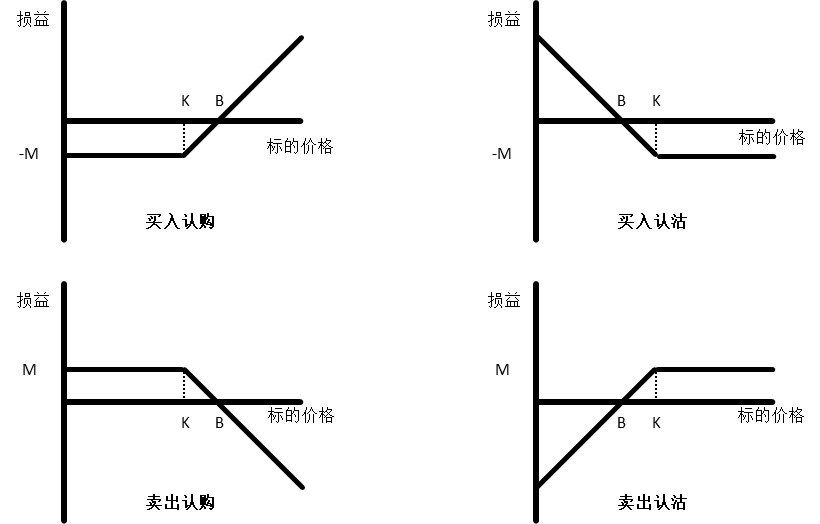 损益
K B
标的价格
-M
买入认购
损益
B K
标的价格
-M
买入认沽
损益
M
标的价格
K B
卖出认购
损益
M
标的价格
B K
卖出认沽